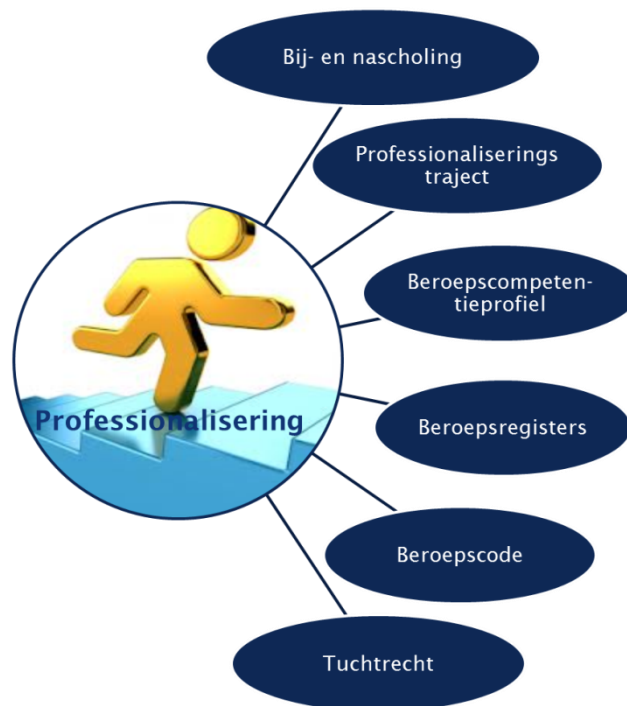 Bij- en nascholing
Professionaliserings
traject
Beroepscompeten-
tieprofiel
Professionalisering
Beroepsregisters
Beroepscode
Tuchtrecht